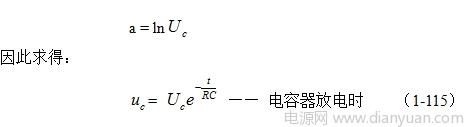 a = ln U_c
因此求得：
u_c = U_c e^{-\frac{t}{RC}} —— 电容器放电时 (1-115)
电源网 www.dianyuan.com